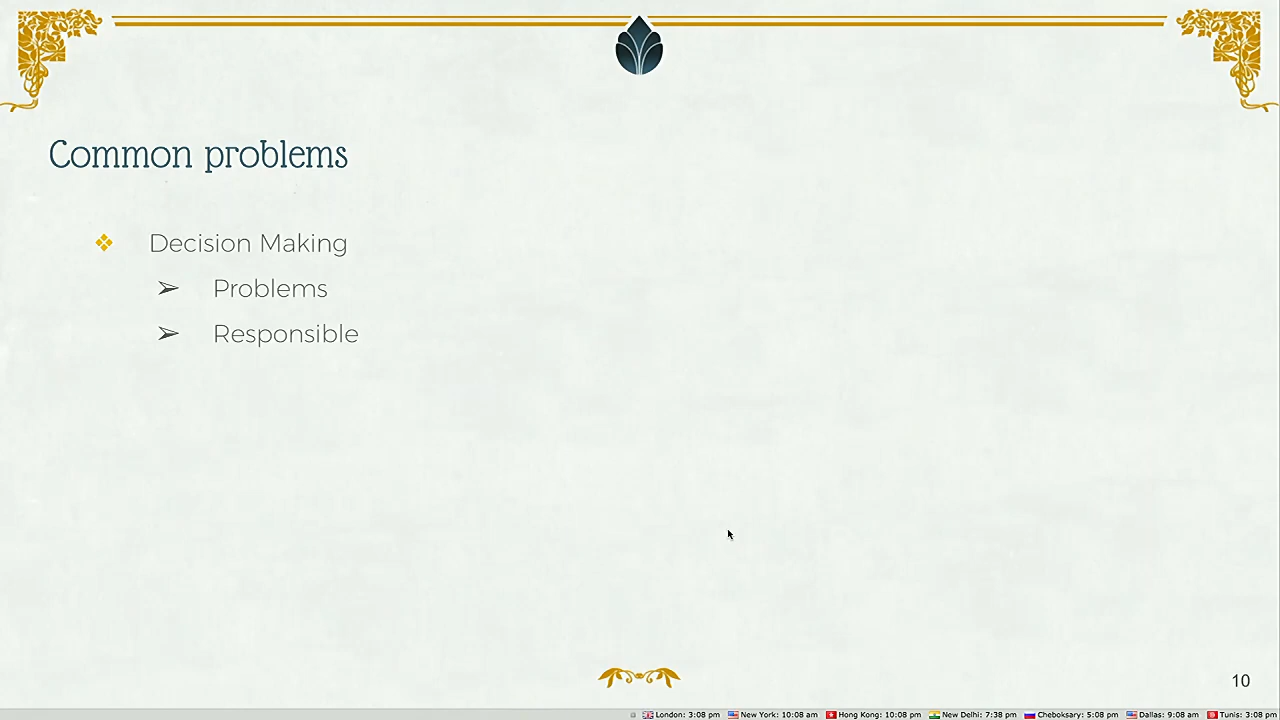 Common problems
Decision Making
Problems
Responsible
10
London: 3:08 pm New York: 10:08 am Hong Kong: 10:08 pm New Delhi: 7:38 pm Cheboksary: 5:08 pm Dallas: 9:08 am Tunis: 3:08 pm